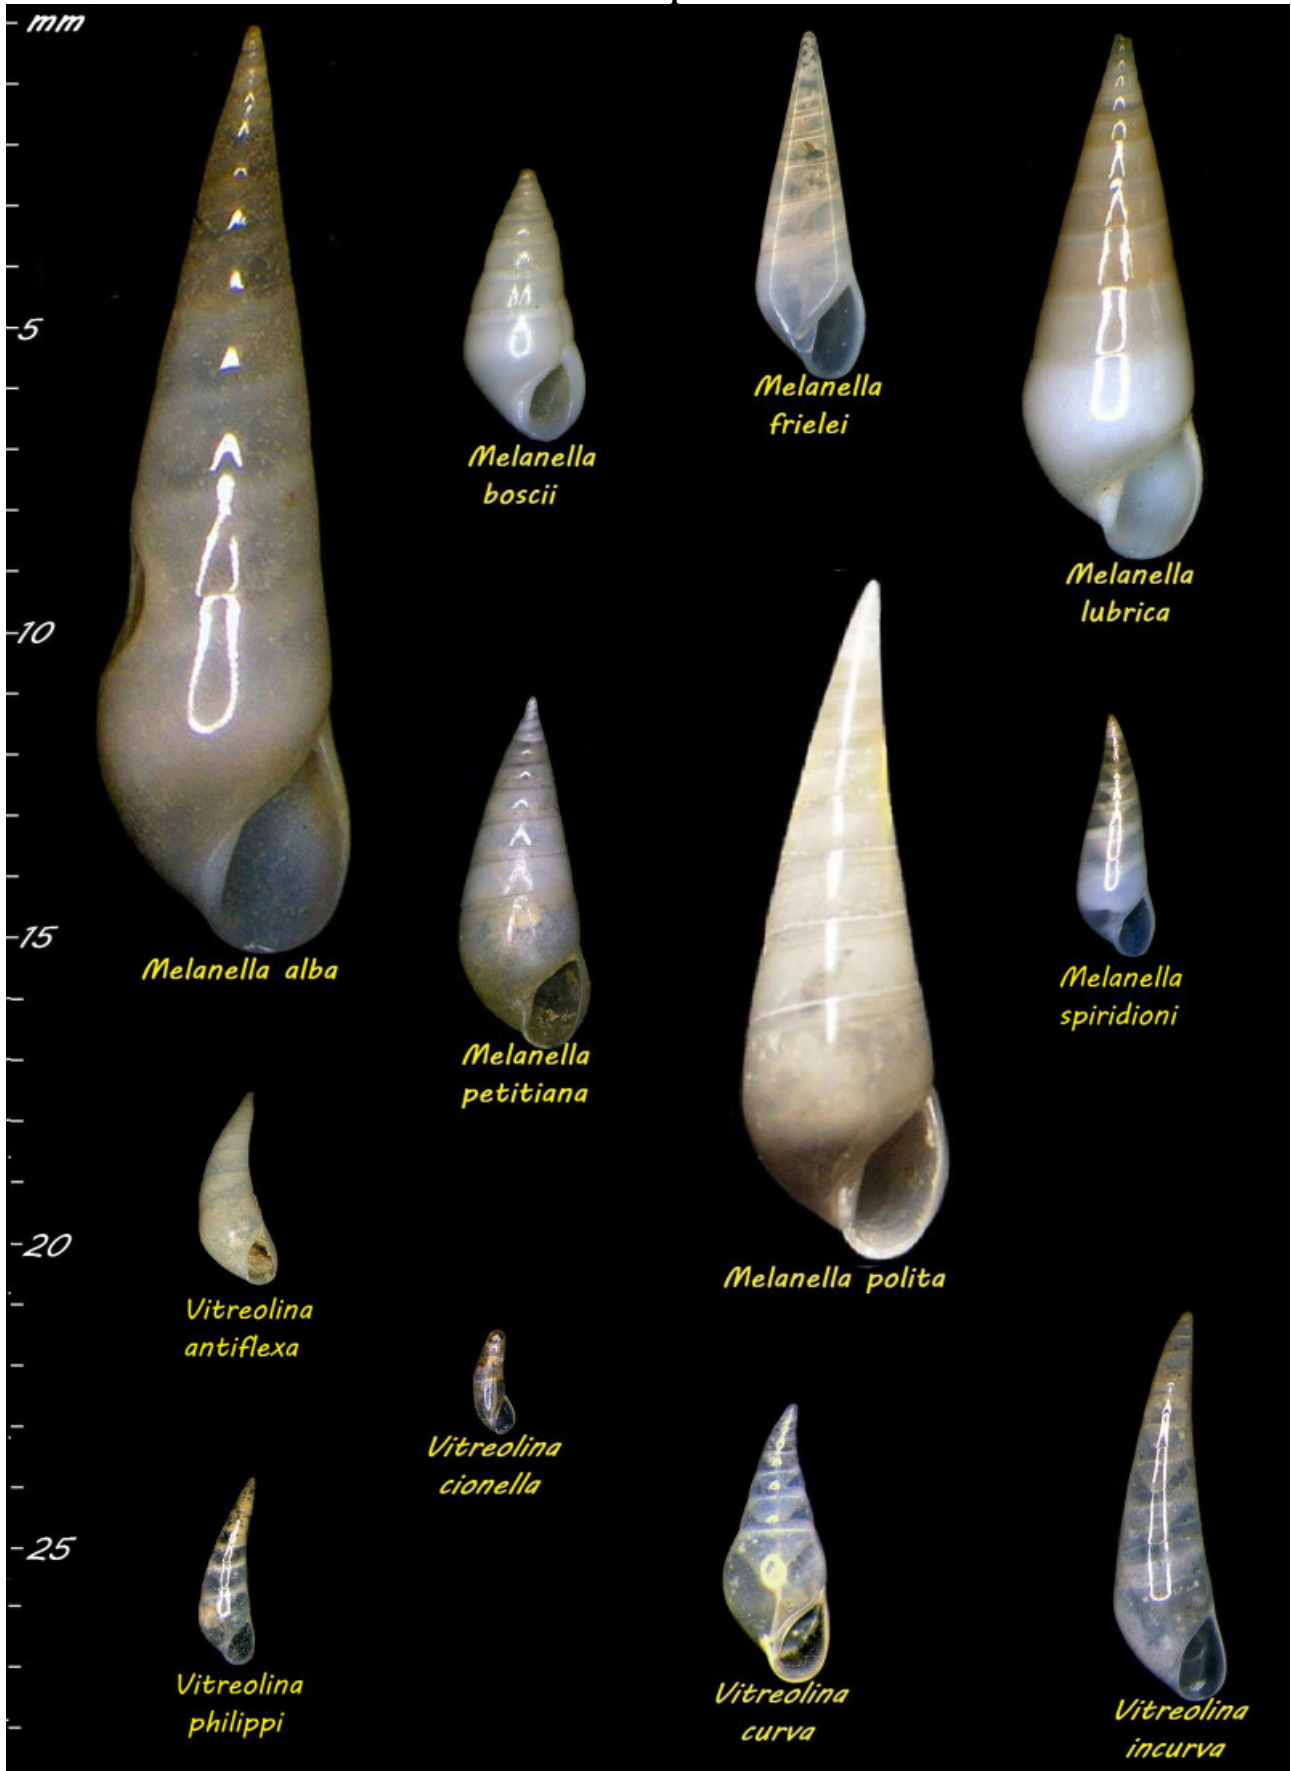 mm
5
Melanella
frielei
Melanella
boscii
Melanella
lubrica
10
15
Melanella alba
Melanella
spiridioni
Melanella
petitiana
20
Melanella polita
Vitreolina
antiflexa
Vitreolina
cionella
25
Vitreolina
philippi
Vitreolina
curva
Vitreolina
incurva